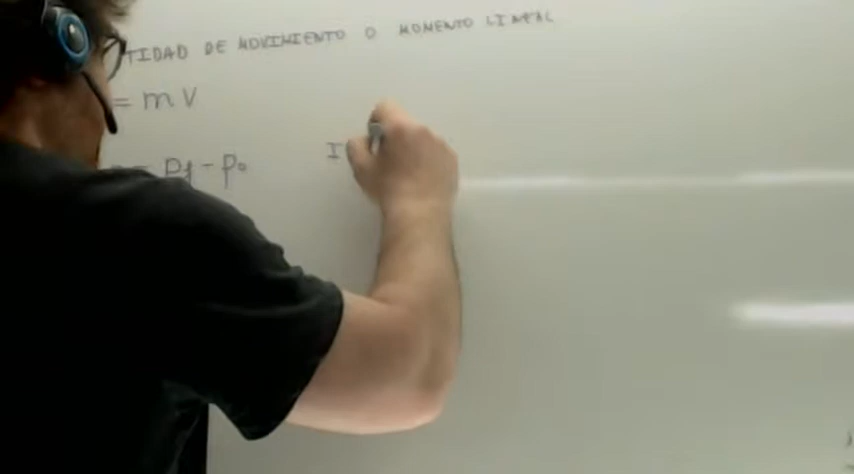 TIDAD DE MOVIMIENTO O MOMENTO LINEAL
= m v
= pf - po
I